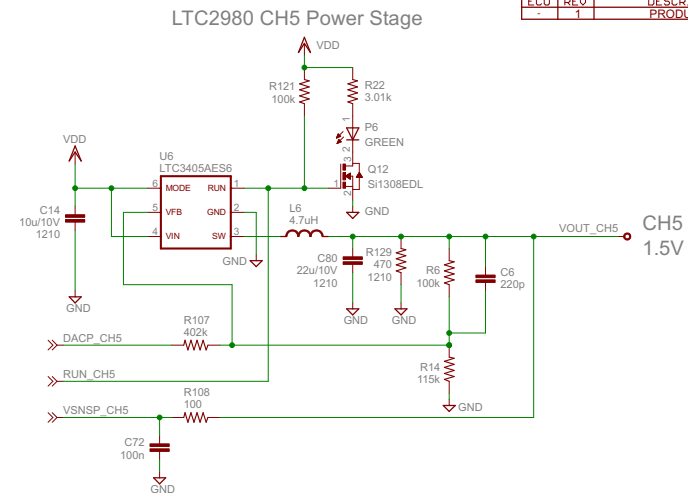 LTC2980 CH5 Power Stage
ECO REV DESCR
- 1 PRODU
VDD
R121
100k
R22
3.01k
1
P6
GREEN
2
3
Q12
Si1308EDL
1
2
GND
VDD
U6
LTC3405AES6
6 MODE RUN 1
5 VFB GND 2
4 VIN SW 3
C14
10u/10V
1210
GND
GND
L6
4.7uH
VOUT_CH5
CH5
1.5V
C80
22u/10V
1210
GND
R129
470
1210
GND
R6
100k
C6
220p
R107
402k
DACP_CH5
R14
115k
GND
RUN_CH5
R108
100
VSNSP_CH5
C72
100n
GND